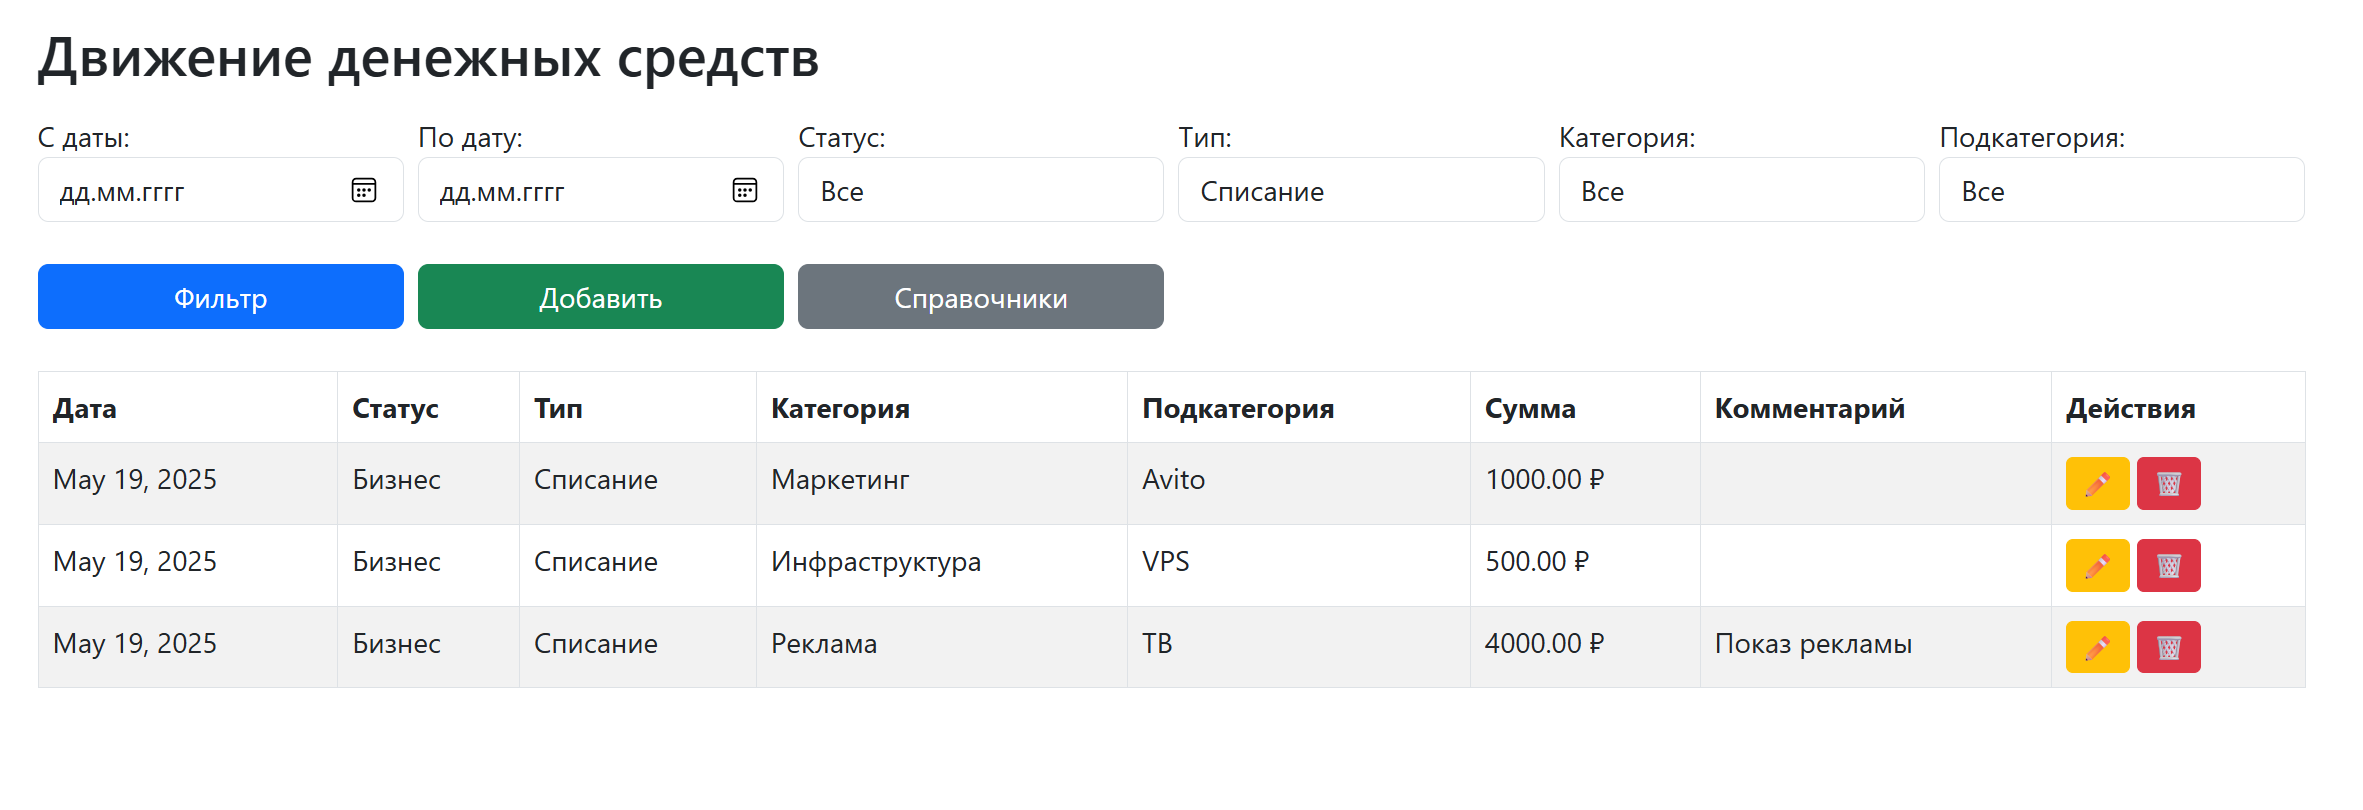 Движение денежных средств
С даты: По дату: Статус: Тип: Категория: Подкатегория:
дд.мм.гггг дд.мм.гггг Все Списание Все Все
Фильтр Добавить Справочники
Дата Статус Тип Категория Подкатегория Сумма Комментарий Действия
May 19, 2025 Бизнес Списание Маркетинг Avito 1000.00 ₽
May 19, 2025 Бизнес Списание Инфраструктура VPS 500.00 ₽
May 19, 2025 Бизнес Списание Реклама ТВ 4000.00 ₽ Показ рекламы